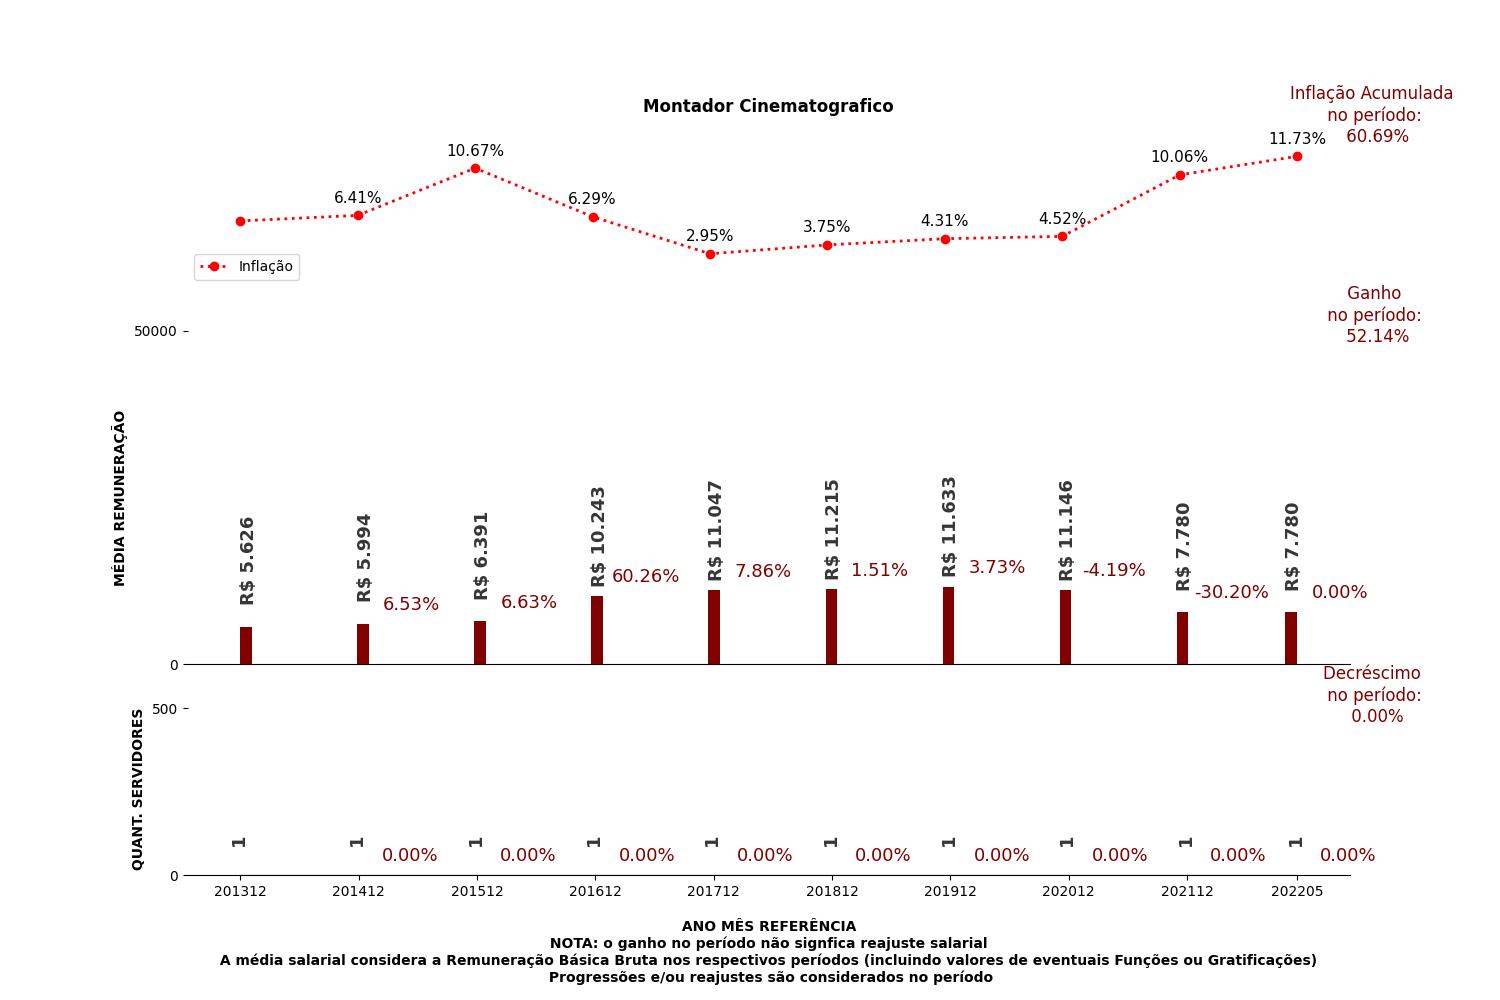 Montador Cinematografico
Inflação Acumulada
no período:
60.69%
6.41%
10.67%
6.29%
2.95%
3.75%
4.31%
4.52%
10.06%
11.73%
Inflação
Ganho
no período:
52.14%
50000
0
MÉDIA REMUNERAÇÃO
R$ 5.626
R$ 5.994
R$ 6.391
R$ 10.243
R$ 11.047
R$ 11.215
R$ 11.633
R$ 11.146
R$ 7.780
R$ 7.780
6.53%
6.63%
60.26%
7.86%
1.51%
3.73%
-4.19%
-30.20%
0.00%
Decréscimo
no período:
0.00%
500
0
QUANT. SERVIDORES
1
1
1
1
1
1
1
1
1
1
0.00%
0.00%
0.00%
0.00%
0.00%
0.00%
0.00%
0.00%
0.00%
201312
201412
201512
201612
201712
201812
201912
202012
202112
202205
ANO MÊS REFERÊNCIA
NOTA: o ganho no período não signfica reajuste salarial
A média salarial considera a Remuneração Básica Bruta nos respectivos períodos (incluindo valores de eventuais Funções ou Gratificações)
Progressões e/ou reajustes são considerados no período